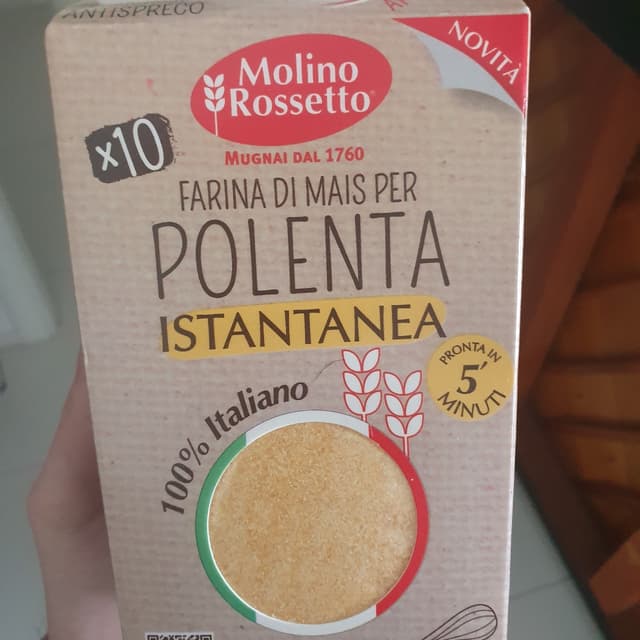 ANTISPRECO
NOVITÀ
Molino
Rossetto
MUGNAI DAL 1760
x10
FARINA DI MAIS PER
POLENTA
ISTANTANEA
PRONTA IN
5'
MINUTI
100% Italiano